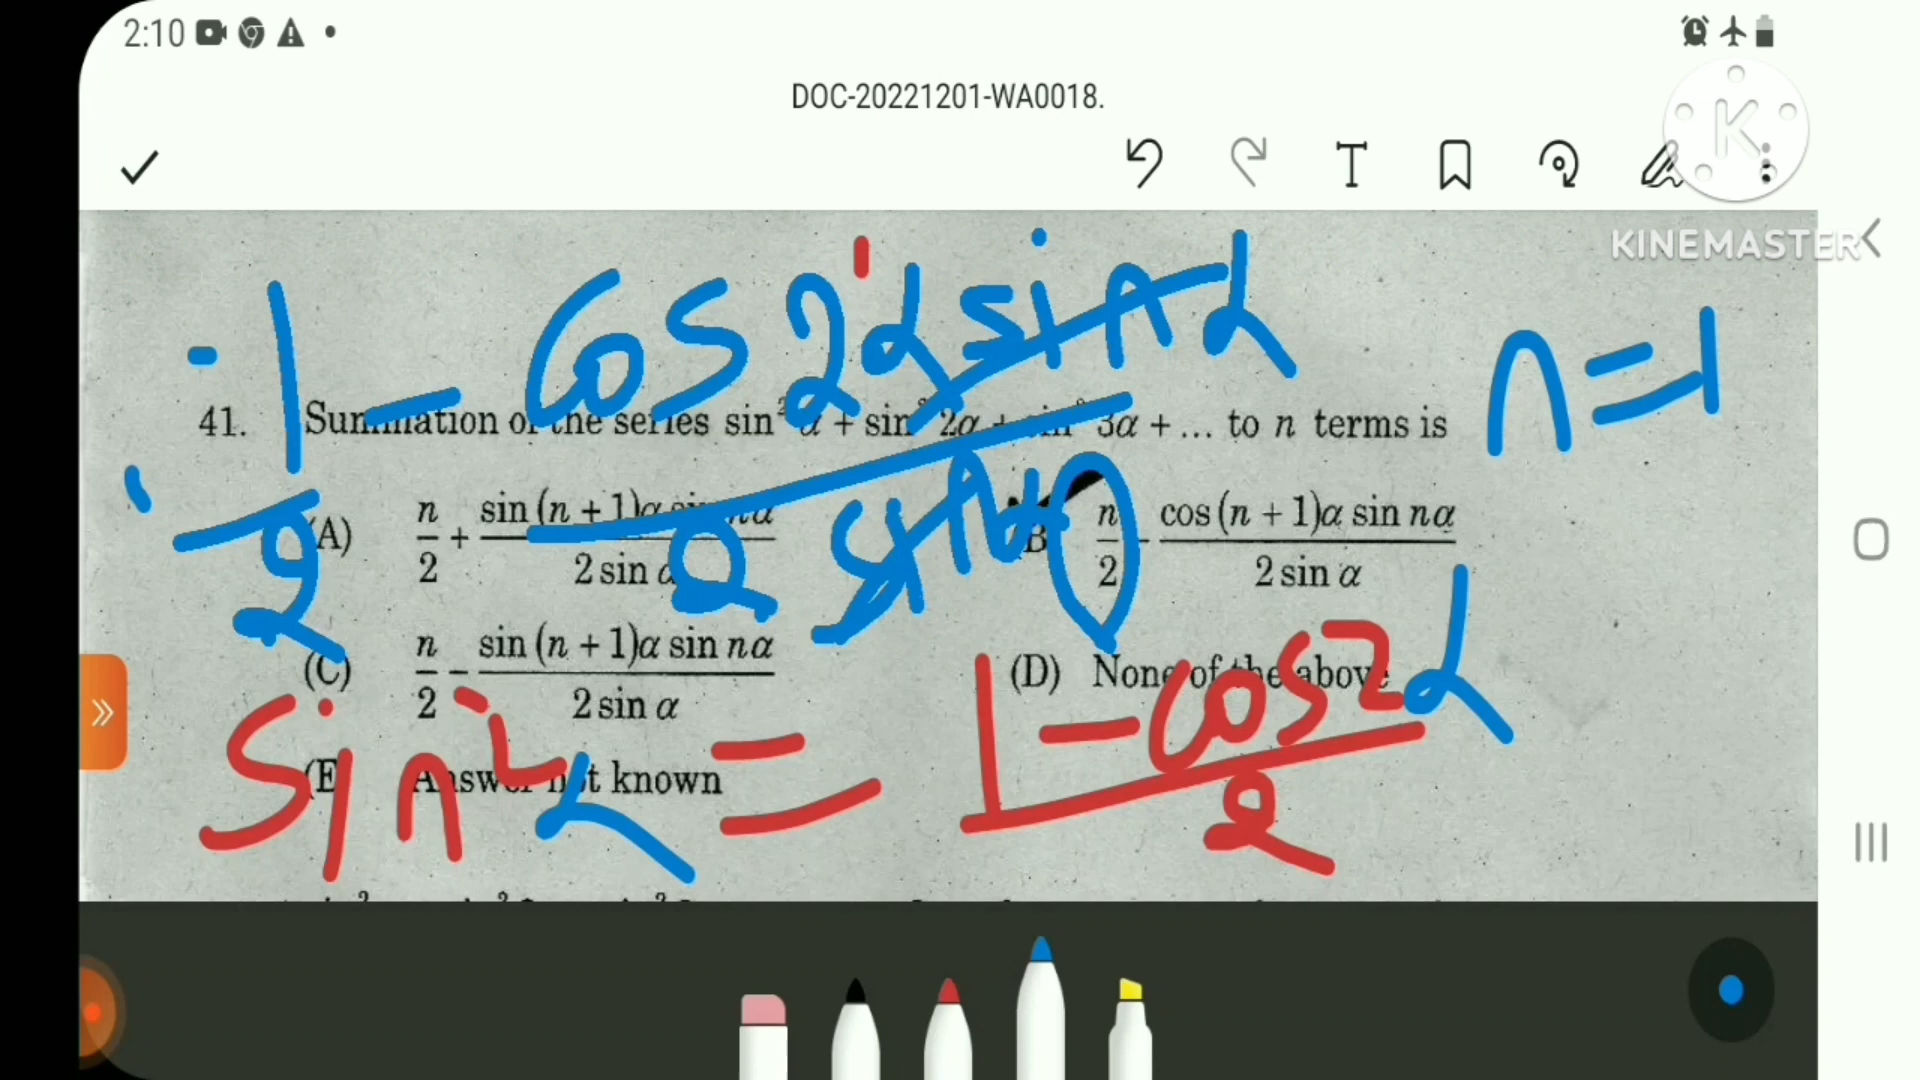 2:10
DOC-20221201-WA0018.
K
KINEMASTER
1/2 - cos 2α sin α / 2 sin α
n=1
41. Summation of the series sin² α + sin² 2α + sin² 3α + ... to n terms is
(A) n/2 + sin (n + 1)α sin nα / 2 sin α
(B) n/2 - cos (n + 1)α sin nα / 2 sin α
(C) n/2 - sin (n + 1)α sin nα / 2 sin α
(D) None of the above
(E) Answer not known
sin²α = 1 - cos2α / 2